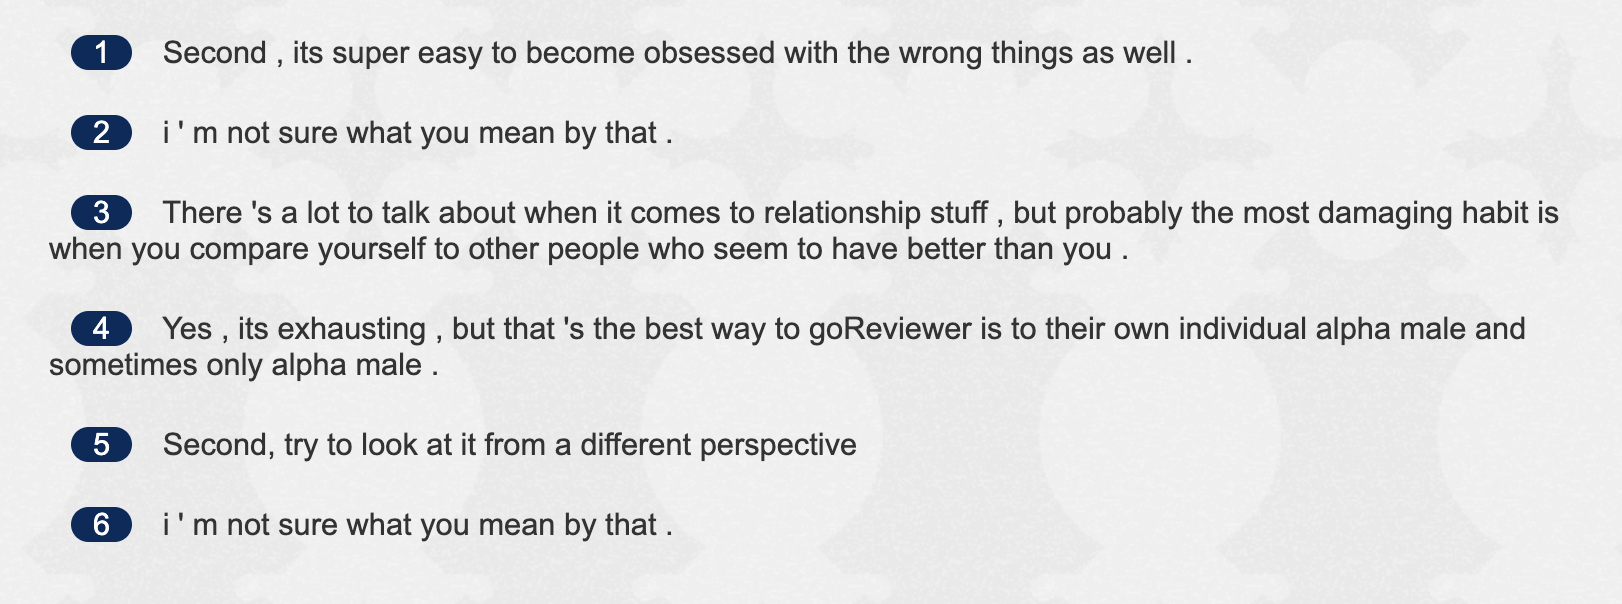 1 Second , its super easy to become obsessed with the wrong things as well .
2 i ' m not sure what you mean by that .
3 There 's a lot to talk about when it comes to relationship stuff , but probably the most damaging habit is
when you compare yourself to other people who seem to have better than you .
4 Yes , its exhausting , but that 's the best way to goReviewer is to their own individual alpha male and
sometimes only alpha male .
5 Second, try to look at it from a different perspective
6 i ' m not sure what you mean by that .